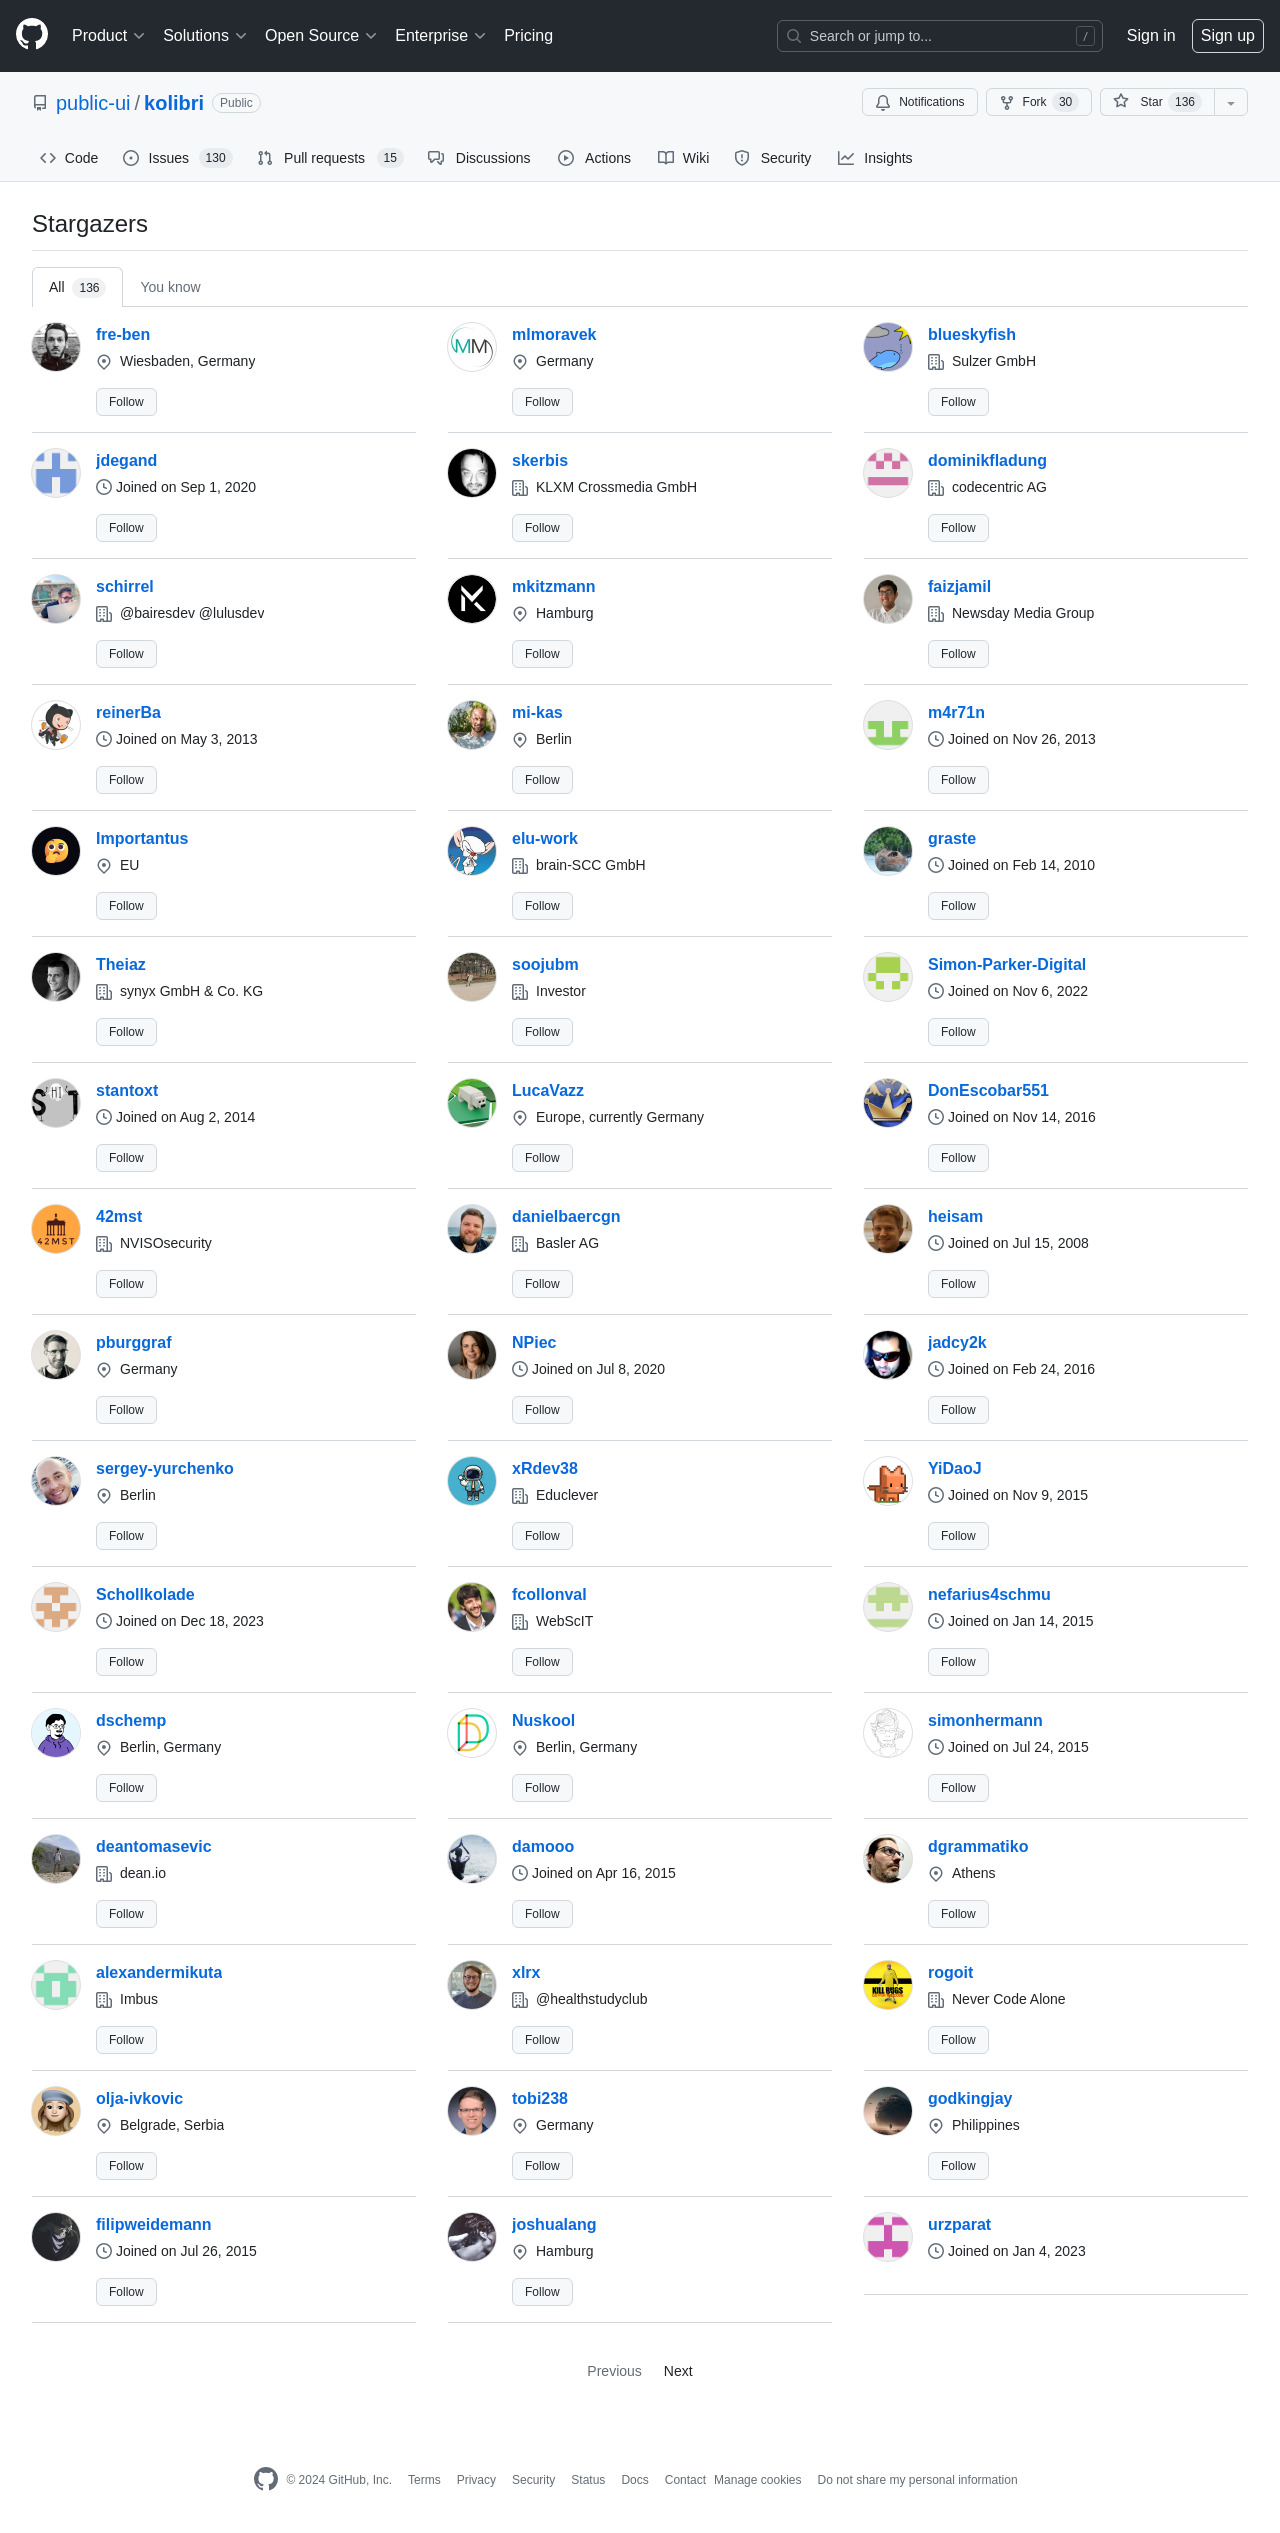 Product Solutions Open Source Enterprise Pricing Search or jump to... / Sign in Sign up
public-ui / kolibri Public Notifications Fork 30 Star 136
Code Issues 130 Pull requests 15 Discussions Actions Wiki Security Insights
Stargazers
All 136 You know
fre-ben mlmoravek blueskyfish
Wiesbaden, Germany Germany Sulzer GmbH
Follow Follow Follow
jdegand skerbis dominikfladung
Joined on Sep 1, 2020 KLXM Crossmedia GmbH codecentric AG
Follow Follow Follow
schirrel mkitzmann faizjamil
@bairesdev @lulusdev Hamburg Newsday Media Group
Follow Follow Follow
reinerBa mi-kas m4r71n
Joined on May 3, 2013 Berlin Joined on Nov 26, 2013
Follow Follow Follow
Importantus elu-work graste
EU brain-SCC GmbH Joined on Feb 14, 2010
Follow Follow Follow
Theiaz soojubm Simon-Parker-Digital
synyx GmbH & Co. KG Investor Joined on Nov 6, 2022
Follow Follow Follow
stantoxt LucaVazz DonEscobar551
Joined on Aug 2, 2014 Europe, currently Germany Joined on Nov 14, 2016
Follow Follow Follow
42mst danielbaercgn heisam
42MST NVISOsecurity Basler AG Joined on Jul 15, 2008
Follow Follow Follow
pburggraf NPiec jadcy2k
Germany Joined on Jul 8, 2020 Joined on Feb 24, 2016
Follow Follow Follow
sergey-yurchenko xRdev38 YiDaoJ
Berlin Educlever Joined on Nov 9, 2015
Follow Follow Follow
Schollkolade fcollonval nefarius4schmu
Joined on Dec 18, 2023 WebScIT Joined on Jan 14, 2015
Follow Follow Follow
dschemp Nuskool simonhermann
Berlin, Germany Berlin, Germany Joined on Jul 24, 2015
Follow Follow Follow
deantomasevic damooo dgrammatiko
dean.io Joined on Apr 16, 2015 Athens
Follow Follow Follow
alexandermikuta xlrx rogoit
Imbus @healthstudyclub KILL BUGS Never Code Alone
Follow Follow Follow
olja-ivkovic tobi238 godkingjay
Belgrade, Serbia Germany Philippines
Follow Follow Follow
filipweidemann joshualang urzparat
Joined on Jul 26, 2015 Hamburg Joined on Jan 4, 2023
Follow Follow
Previous Next
© 2024 GitHub, Inc. Terms Privacy Security Status Docs Contact Manage cookies Do not share my personal information